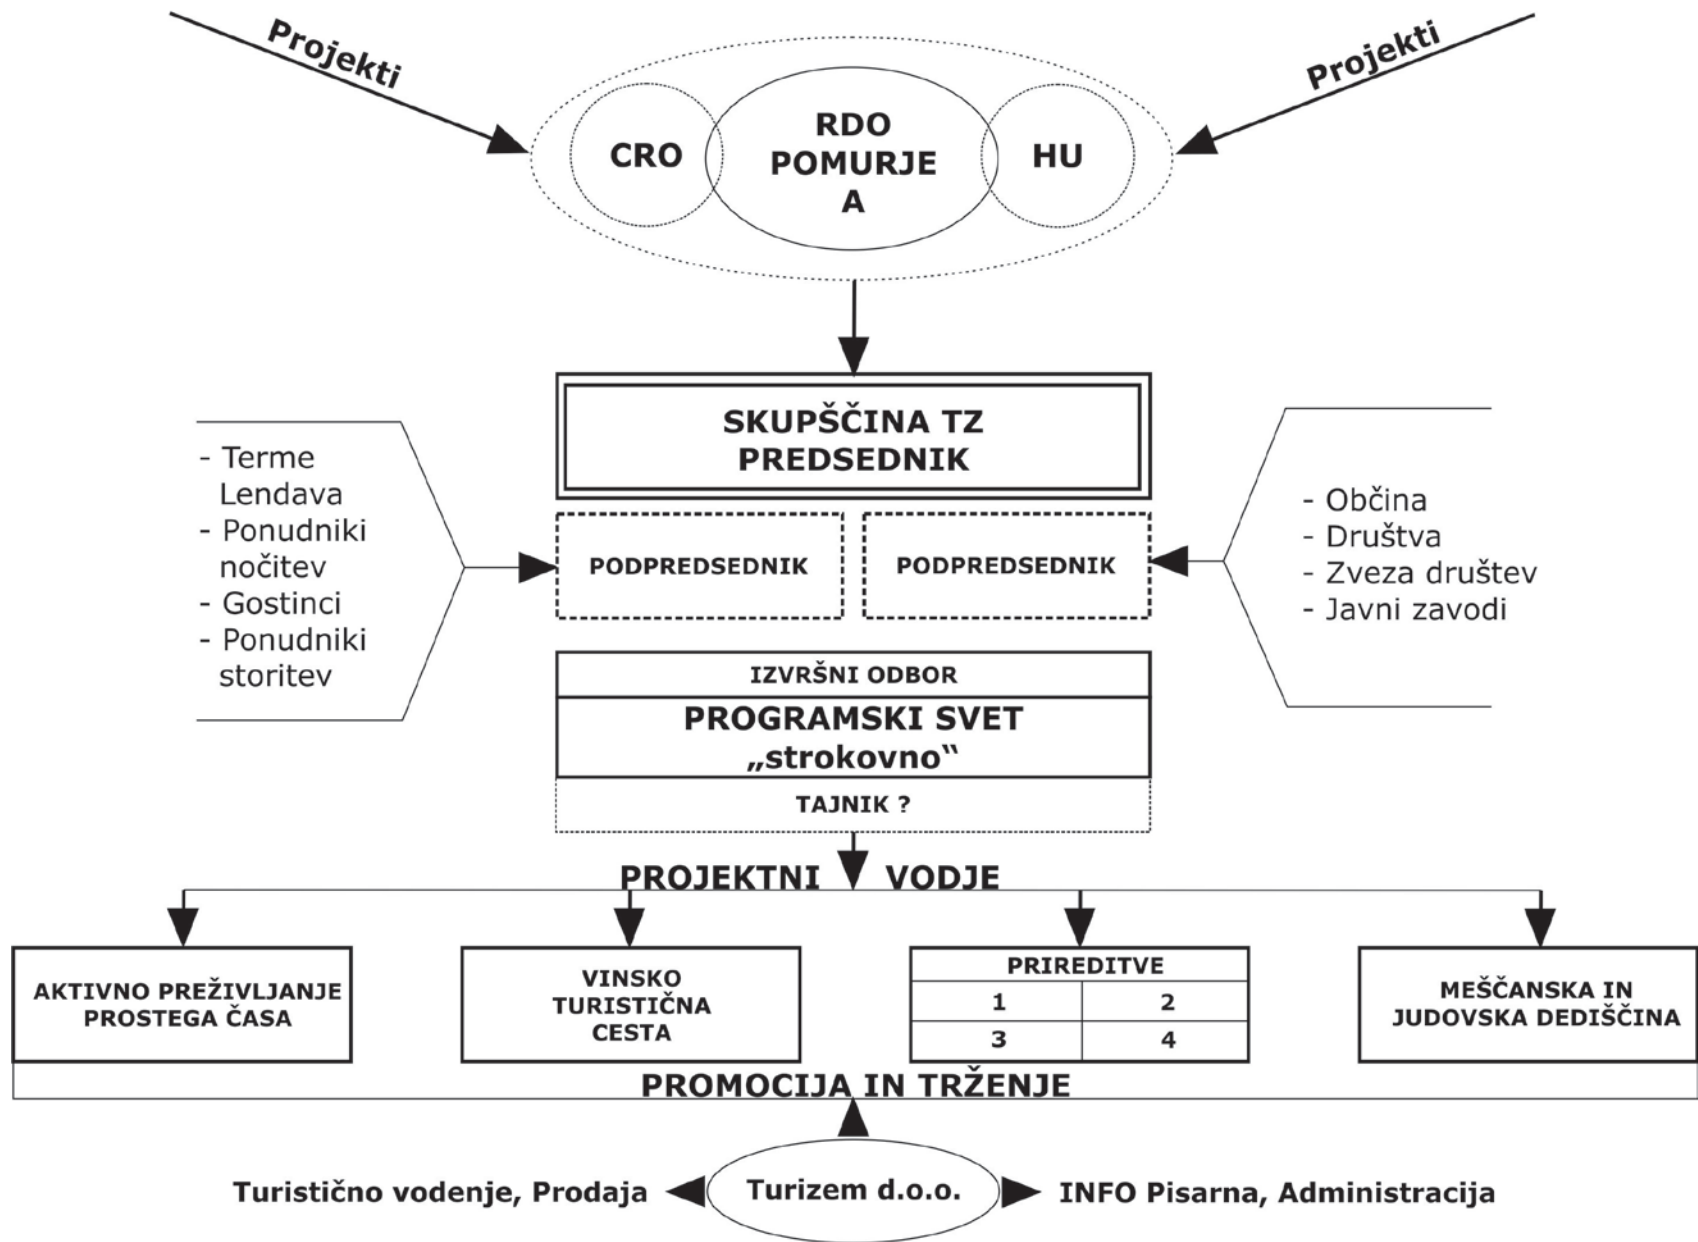 Projekti
Projekti
CRO
RDO
POMURJE
A
HU
SKUPŠČINA TZ
PREDSEDNIK
- Terme
Lendava
- Ponudniki
nočitev
- Gostinci
- Ponudniki
storitev
PODPREDSEDNIK
PODPREDSEDNIK
- Občina
- Društva
- Zveza društev
- Javni zavodi
IZVRŠNI ODBOR
PROGRAMSKI SVET
„strokovno“
TAJNIK ?
PROJEKTNI VODJE
AKTIVNO PREŽIVLJANJE
PROSTEGA ČASA
VINSKO
TURISTIČNA
CESTA
PRIREDITVE
1 2
3 4
MEŠČANSKA IN
JUDOVSKA DEDIŠČINA
PROMOCIJA IN TRŽENJE
Turistično vodenje, Prodaja
Turizem d.o.o.
INFO Pisarna, Administracija